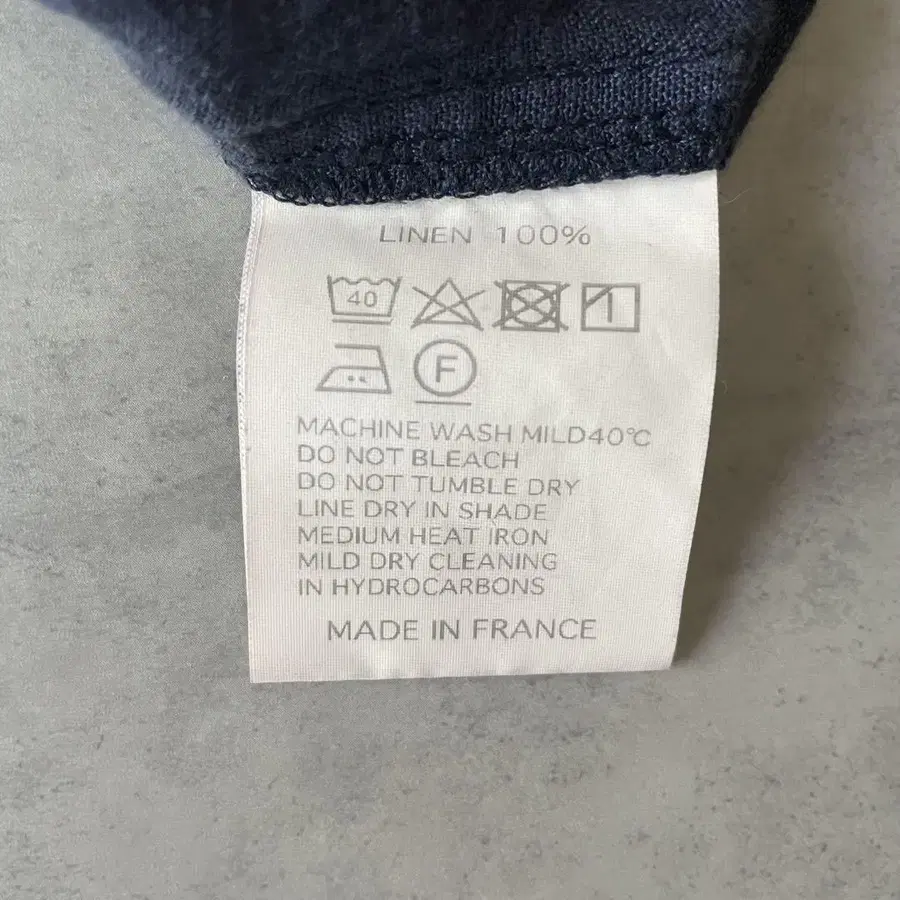 LINEN 100%
40
F
MACHINE WASH MILD40°C
DO NOT BLEACH
DO NOT TUMBLE DRY
LINE DRY IN SHADE
MEDIUM HEAT IRON
MILD DRY CLEANING
IN HYDROCARBONS
MADE IN FRANCE